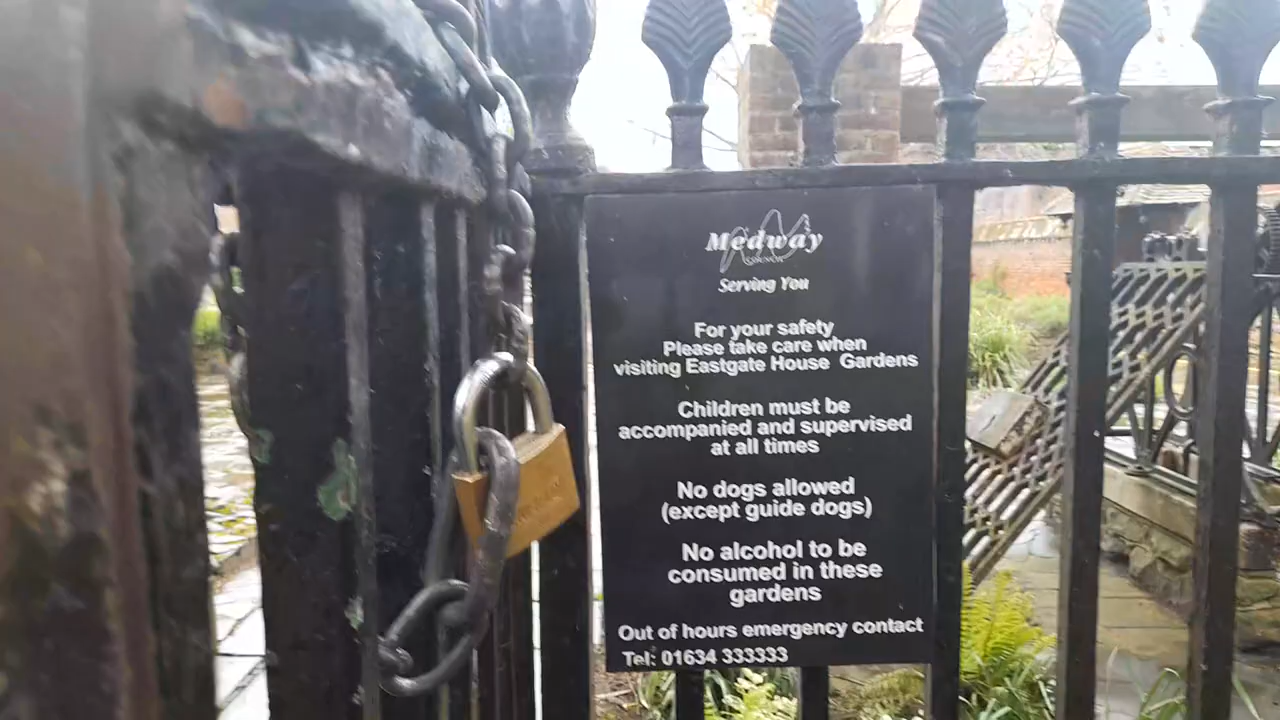 Medway
COUNCIL
Serving You
For your safety
Please take care when
visiting Eastgate House Gardens
Children must be
accompanied and supervised
at all times
No dogs allowed
(except guide dogs)
No alcohol to be
consumed in these
gardens
Out of hours emergency contact
Tel: 01634 333333